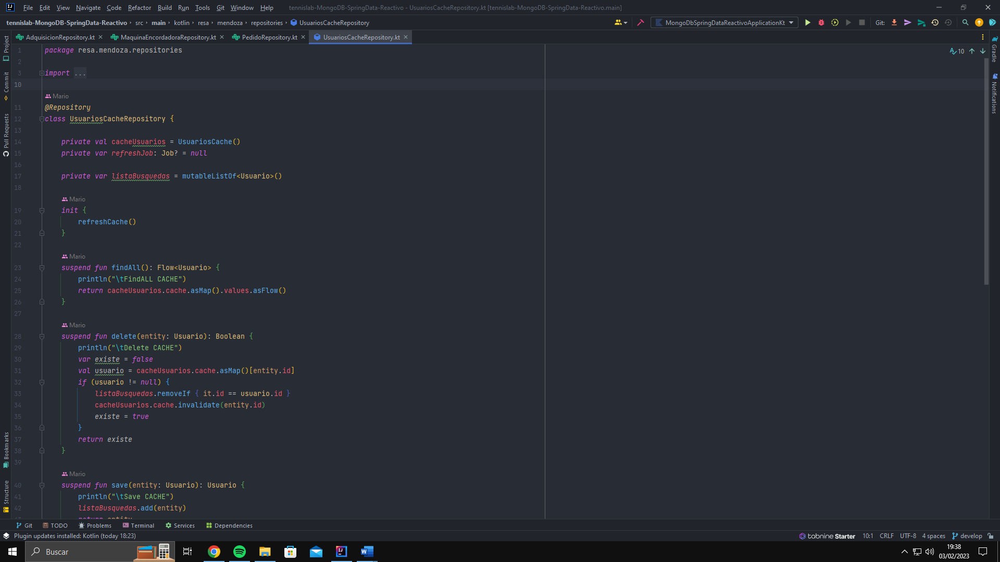 File Edit View Navigate Code Refactor Build Run Tools Git Window Help tennislab-MongoDB-SpringData-Reactivo - UsuariosCacheRepository.kt [tennislab-MongoDB-SpringData-Reactivo.main]
tennislab-MongoDB-SpringData-Reactivo › src › main › kotlin › resa › mendoza › repositories › UsuariosCacheRepository MongoDbSpringDataReactivoApplicationKt Git:
AdquisicionRepository.kt MaquinaEncordadoraRepository.kt PedidoRepository.kt UsuariosCacheRepository.kt
Project
Commit
Pull Requests
Bookmarks
Structure
Gradle
Notifications
10
1 package resa.mendoza.repositories
2
3 import ...
10
Mario
11 @Repository
12 class UsuariosCacheRepository {
13
14 private val cacheUsuarios = UsuariosCache()
15 private var refreshJob: Job? = null
16
17 private var listaBusquedas = mutableListOf<Usuario>()
18
Mario
19 init {
20 refreshCache()
21 }
22
Mario
23 suspend fun findAll(): Flow<Usuario> {
24 println("\tFindALL CACHE")
25 return cacheUsuarios.cache.asMap().values.asFlow()
26 }
27
Mario
28 suspend fun delete(entity: Usuario): Boolean {
29 println("\tDelete CACHE")
30 var existe = false
31 val usuario = cacheUsuarios.cache.asMap()[entity.id]
32 if (usuario != null) {
33 listaBusquedas.removeIf { it.id == usuario.id }
34 cacheUsuarios.cache.invalidate(entity.id)
35 existe = true
36 }
37 return existe
38 }
39
Mario
40 suspend fun save(entity: Usuario): Usuario {
41 println("\tSave CACHE")
42 listaBusquedas.add(entity)
43 return entity
Git TODO Problems Terminal Services Dependencies
Plugin updates installed: Kotlin (today 18:23) tabnine Starter 10:1 CRLF UTF-8 4 spaces develop
Buscar
19:38
03/02/2023